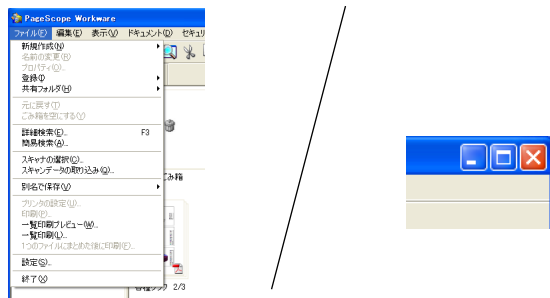 PageScope Workware
ファイル(F) 編集(E) 表示(V) ドキュメント(D) セキュリ
新規作成(N)
名前の変更(R)
プロパティ(O)...
登録(I)
共有フォルダ(H)
元に戻す(T)
ごみ箱を空にする(Y)
詳細検索(E)... F3
簡易検索(A)...
スキャナの選択(C)...
スキャンデータの取り込み(Q)...
ごみ箱
別名で保存(V)
プリンタの設定(U)...
印刷(P)...
一覧印刷プレビュー(W)...
一覧印刷(L)...
1つのファイルにまとめた後に印刷(F)...
設定(S)...
終了(X)
2/3